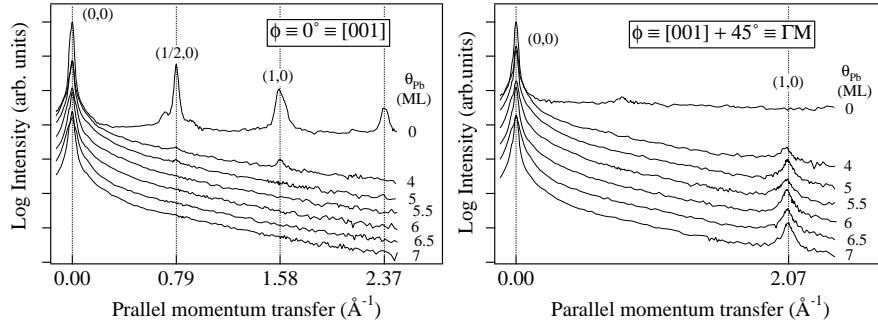 Log Intensity (arb. units)
(0,0)
ϕ ≡ 0° ≡ [001]
(1/2,0)
(1,0)
θPb
(ML)
0
4
5
5.5
6
6.5
7
0.00 0.79 1.58 2.37
Prallel momentum transfer (Å-1)
Log Intensity (arb.units)
(0,0)
ϕ ≡ [001] + 45° ≡ ΓM
(1,0)
θPb
(ML)
0
4
5
5.5
6
6.5
7
0.00 2.07
Parallel momentum transfer (Å-1)